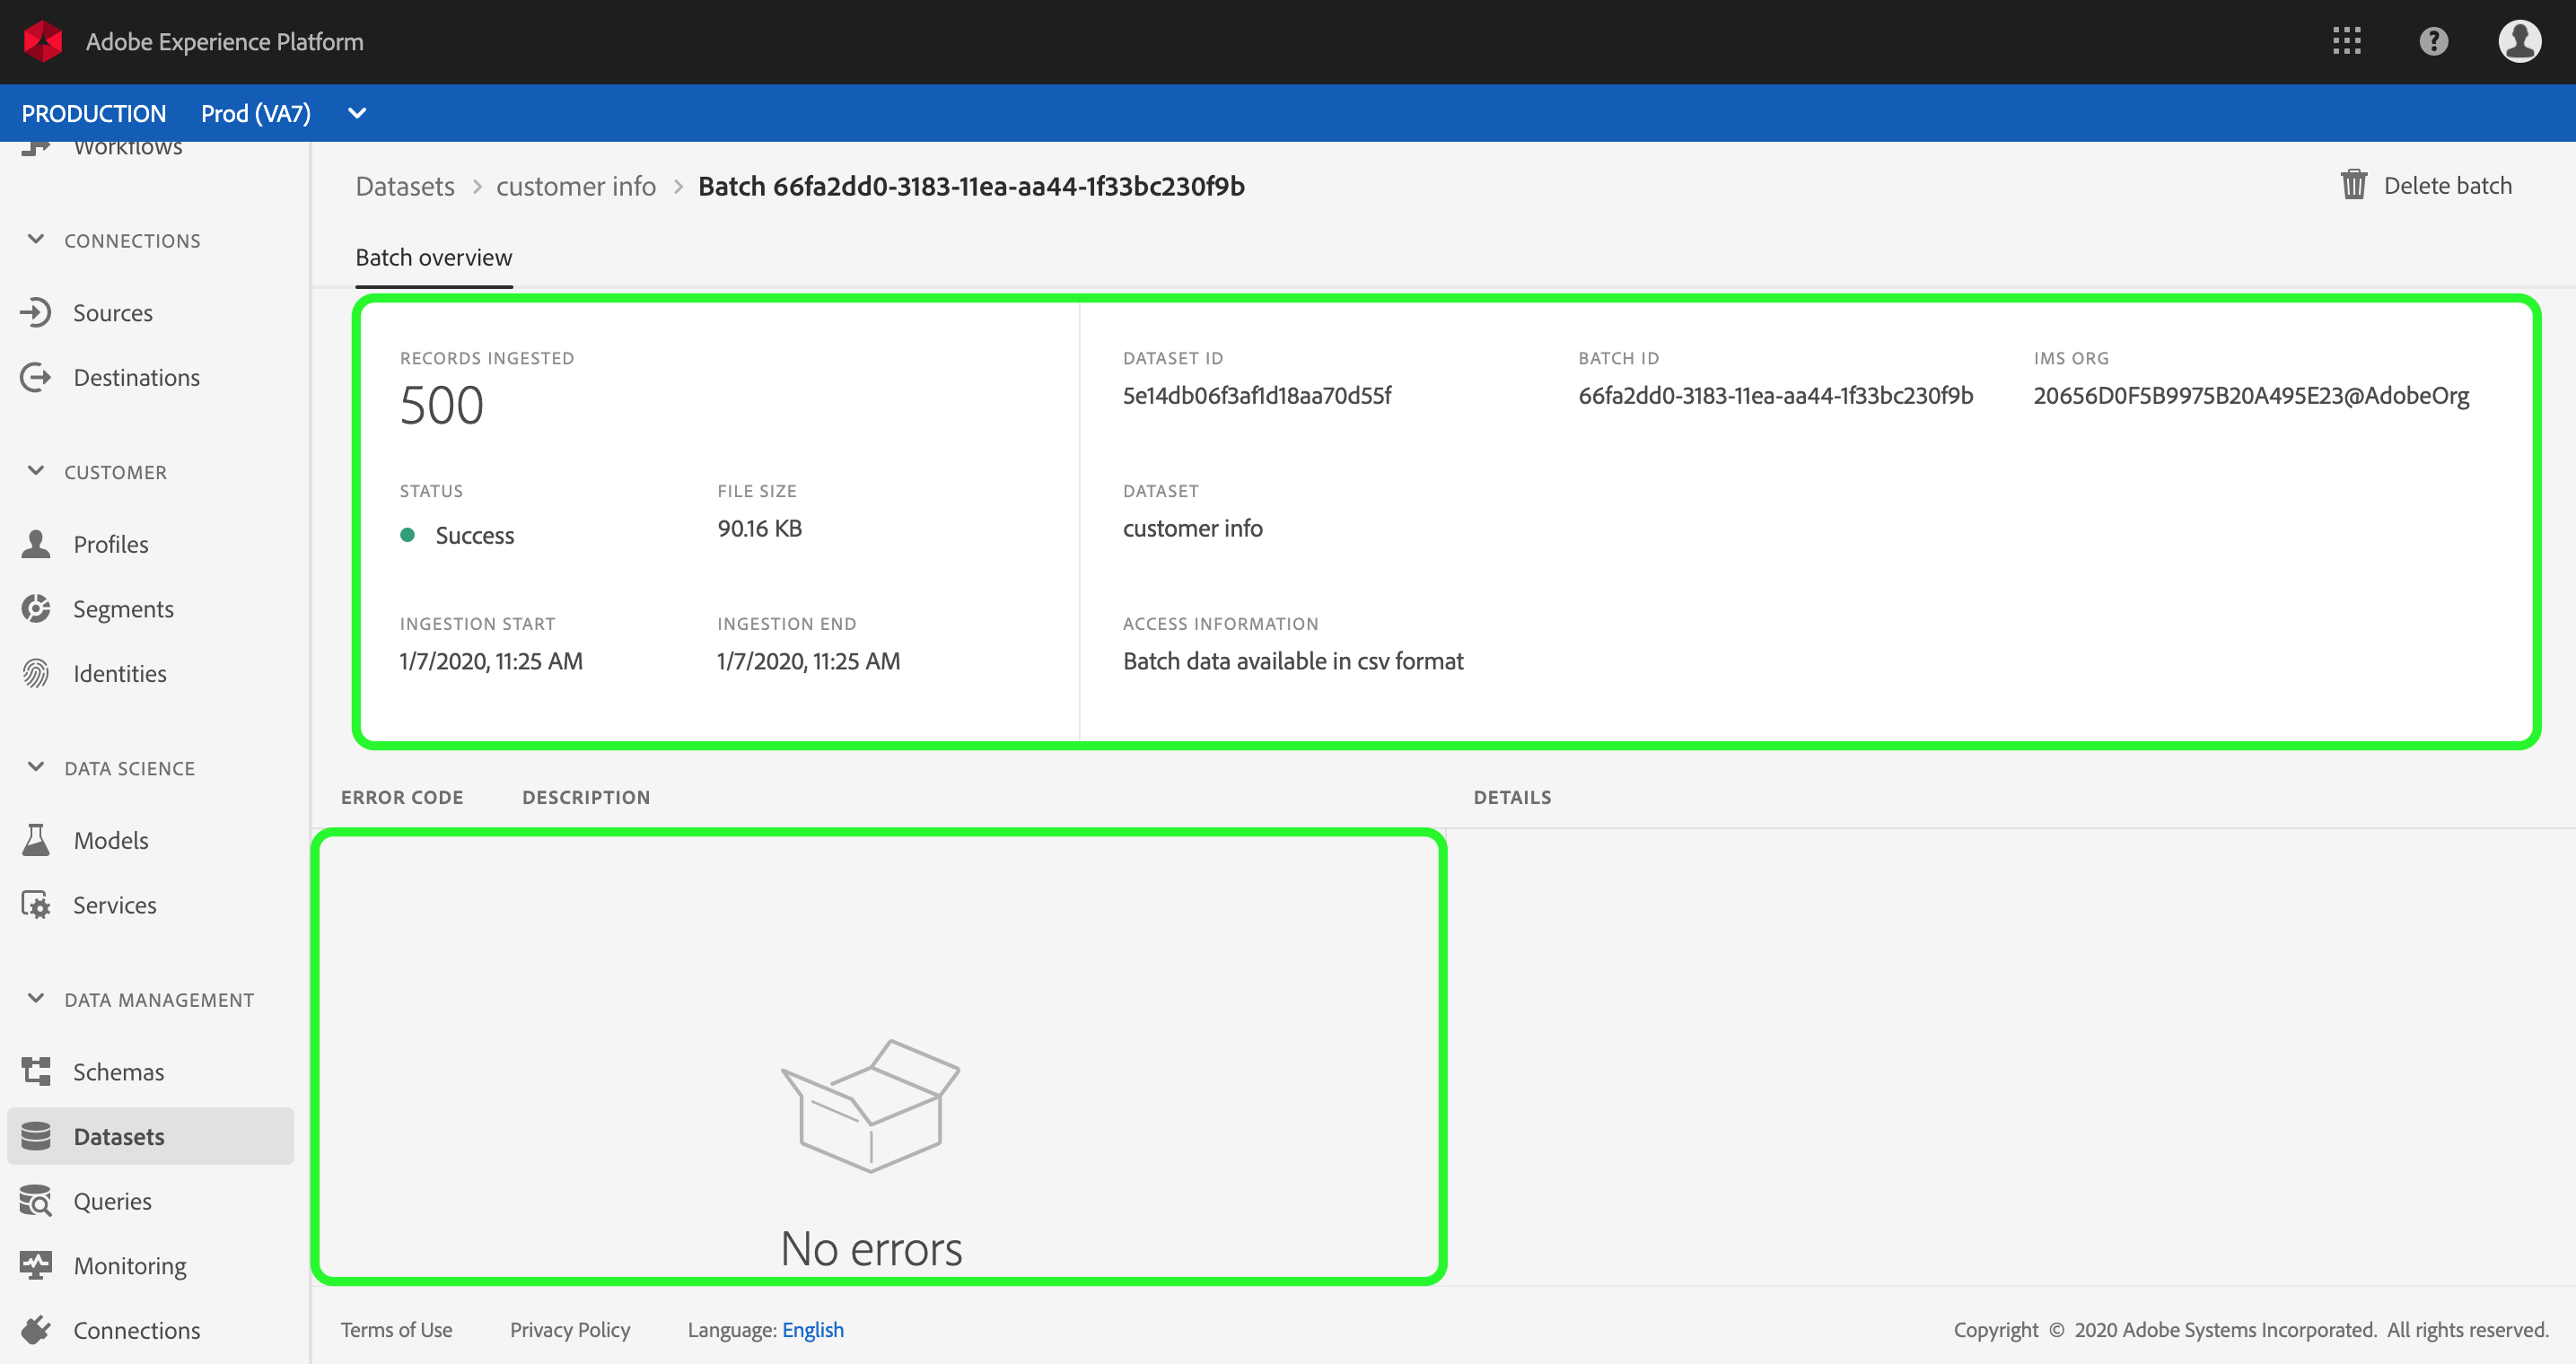 Adobe Experience Platform
PRODUCTION Prod (VA7)
Workflows
CONNECTIONS
Sources
Destinations
CUSTOMER
Profiles
Segments
Identities
DATA SCIENCE
Models
Services
DATA MANAGEMENT
Schemas
Datasets
Queries
Monitoring
Connections
Datasets > customer info > Batch 66fa2dd0-3183-11ea-aa44-1f33bc230f9b
Delete batch
Batch overview
RECORDS INGESTED
500
STATUS
Success
FILE SIZE
90.16 KB
INGESTION START
1/7/2020, 11:25 AM
INGESTION END
1/7/2020, 11:25 AM
DATASET ID
5e14db06f3af1d18aa70d55f
BATCH ID
66fa2dd0-3183-11ea-aa44-1f33bc230f9b
IMS ORG
20656D0F5B9975B20A495E23@AdobeOrg
DATASET
customer info
ACCESS INFORMATION
Batch data available in csv format
ERROR CODE DESCRIPTION DETAILS
No errors
Terms of Use Privacy Policy Language: English Copyright © 2020 Adobe Systems Incorporated. All rights reserved.